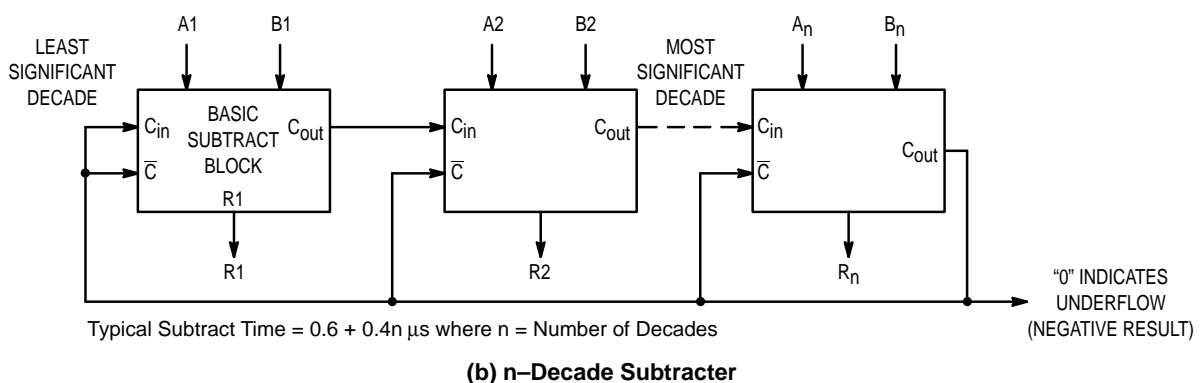 A1
B1
A2
B2
An
Bn
LEAST
SIGNIFICANT
DECADE
MOST
SIGNIFICANT
DECADE
BASIC
SUBTRACT
BLOCK
Cin
Cout
C̅
R1
Cin
Cout
C̅
Cin
Cout
C̅
R1
R2
Rn
“0” INDICATES
UNDERFLOW
(NEGATIVE RESULT)
Typical Subtract Time = 0.6 + 0.4n μs where n = Number of Decades
(b) n–Decade Subtracter